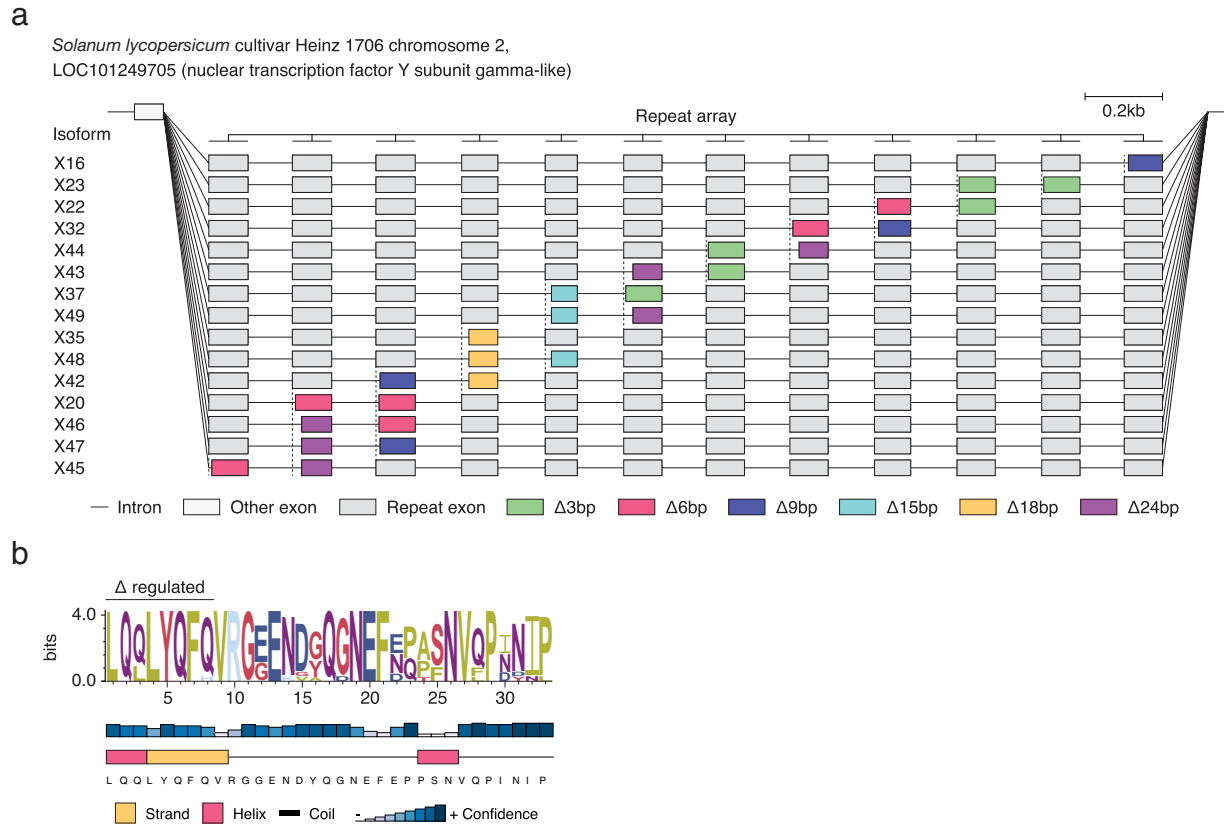 a
Solanum lycopersicum cultivar Heinz 1706 chromosome 2,
LOC101249705 (nuclear transcription factor Y subunit gamma-like)
0.2kb
Repeat array
Isoform
X16
X23
X22
X32
X44
X43
X37
X49
X35
X48
X42
X20
X46
X47
X45
Intron Other exon Repeat exon Δ3bp Δ6bp Δ9bp Δ15bp Δ18bp Δ24bp
b
Δ regulated
4.0
bits
0.0
5 10 15 20 25 30
L Q Q L Y Q F Q V R G G E N D Y Q G N E F E P P S N V Q P I N I P
Strand Helix Coil - + Confidence